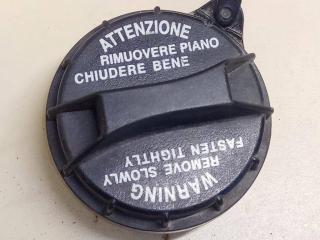 ATTENZIONE
RIMUOVERE PIANO
CHIUDERE BENE
WARNING
REMOVE SLOWLY
FASTEN TIGHTLY